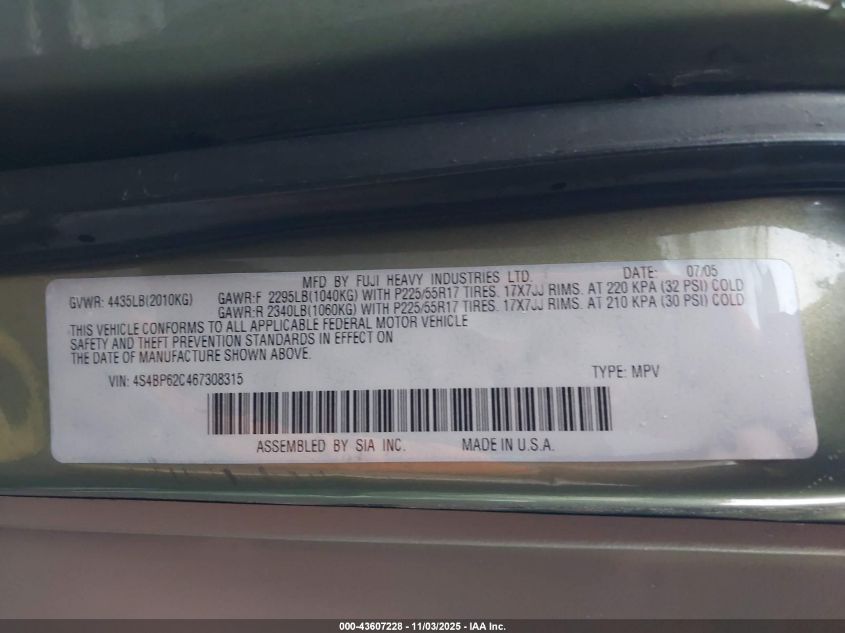 MFD BY FUJI HEAVY INDUSTRIES LTD. DATE: 07/05
GVWR: 4435LB(2010KG) GAWR:F 2295LB(1040KG) WITH P225/55R17 TIRES. 17X7JJ RIMS. AT 220 KPA (32 PSI) COLD
GAWR:R 2340LB(1060KG) WITH P225/55R17 TIRES. 17X7JJ RIMS. AT 210 KPA (30 PSI) COLD
THIS VEHICLE CONFORMS TO ALL APPLICABLE FEDERAL MOTOR VEHICLE
SAFETY AND THEFT PREVENTION STANDARDS IN EFFECT ON
THE DATE OF MANUFACTURE SHOWN ABOVE.
VIN: 4S4BP62C467308315 TYPE: MPV
ASSEMBLED BY SIA INC. MADE IN U.S.A.
000-43607228 - 11/03/2025 - IAA Inc.